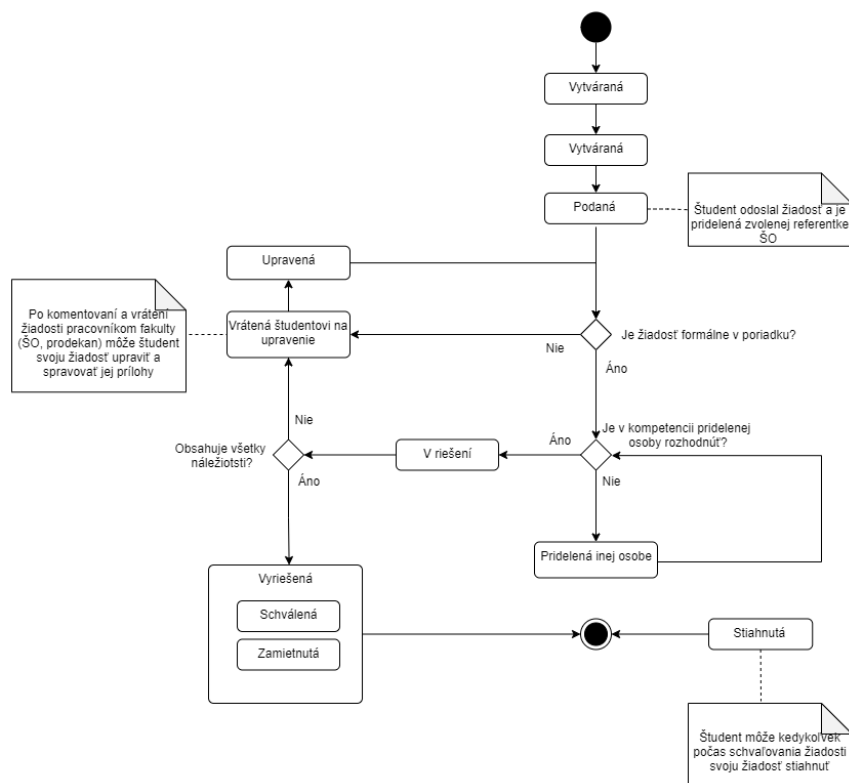 Vytváraná
Vytváraná
Podaná
Študent odoslal žiadosť a je
pridelená zvolenej referentke
ŠO
Upravená
Po komentovaní a vrátení
žiadosti pracovníkom fakulty
(ŠO, prodekan) môže študent
svoju žiadosť upraviť a
spravovať jej prílohy
Vrátená študentovi na
upravenie
Nie
Je žiadosť formálne v poriadku?
Áno
Je v kompetencii pridelenej
osoby rozhodnúť?
Nie
Áno
Obsahuje všetky
náležiotsti?
V riešení
Áno
Nie
Pridelená inej osobe
Vyriešená
Schválená
Zamietnutá
Stiahnutá
Študent môže kedykoľvek
počas schvaľovania žiadosti
svoju žiadosť stiahnuť